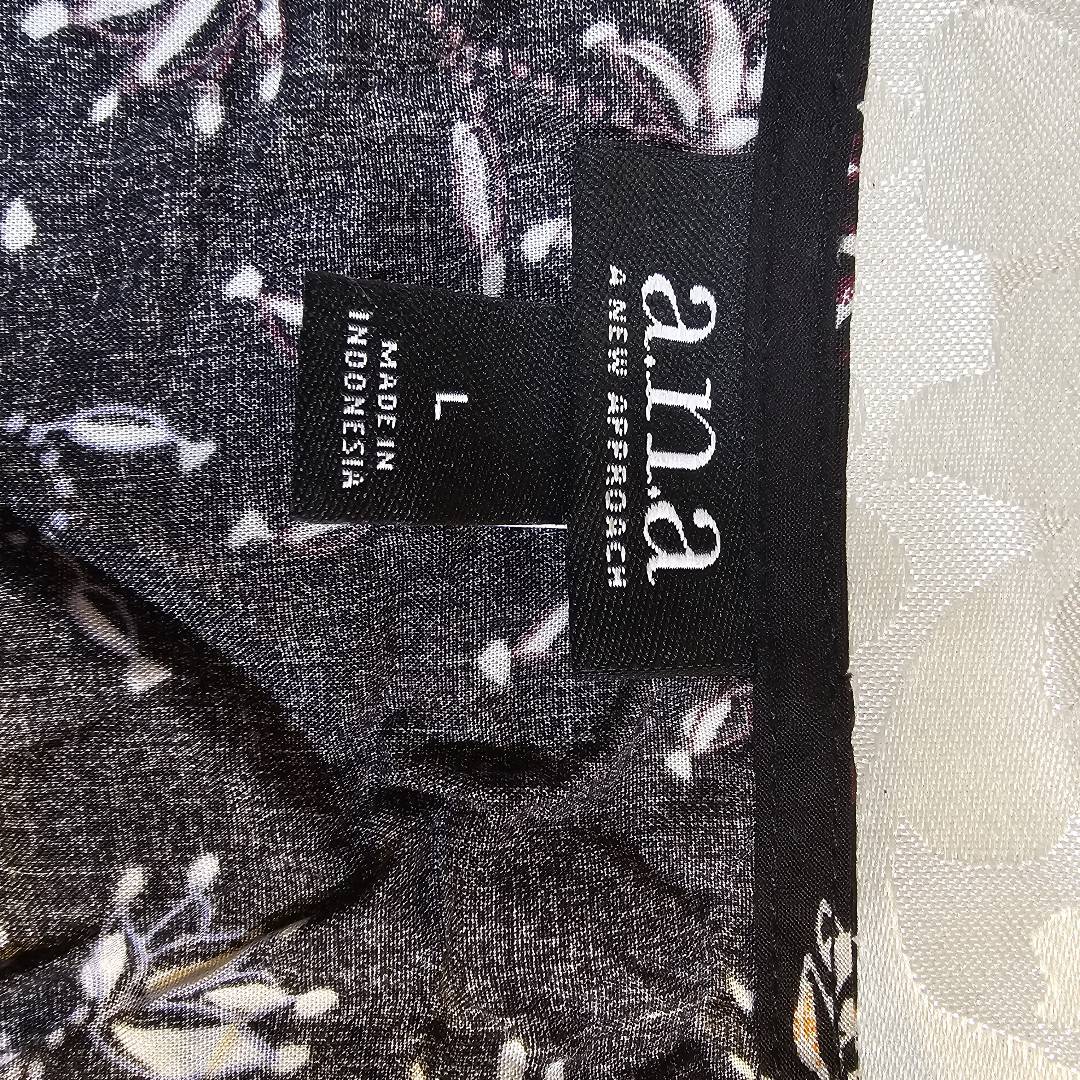 a.n.a
A NEW APPROACH
L
MADE IN
INDONESIA